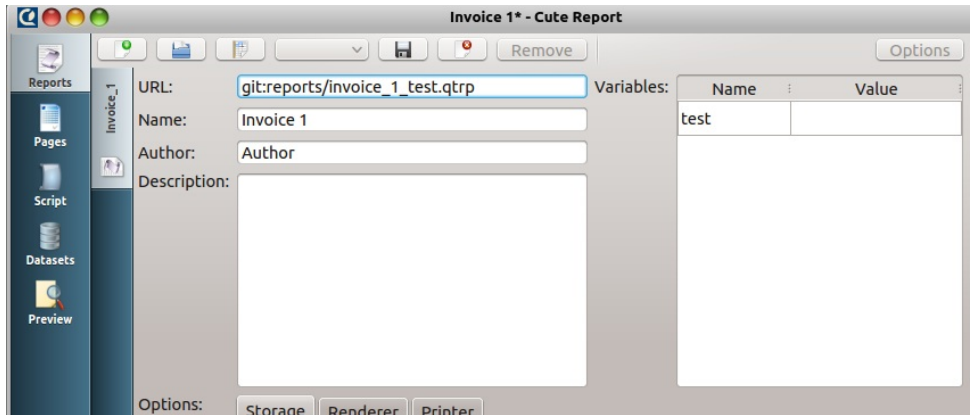 Invoice 1* - Cute Report
Remove
Options
Reports
Pages
Script
Datasets
Preview
Invoice_1
URL:
git:reports/invoice_1_test.qtrp
Name:
Invoice 1
Author:
Author
Description:
Variables:
Name
Value
test
Options:
Storage
Renderer
Printer